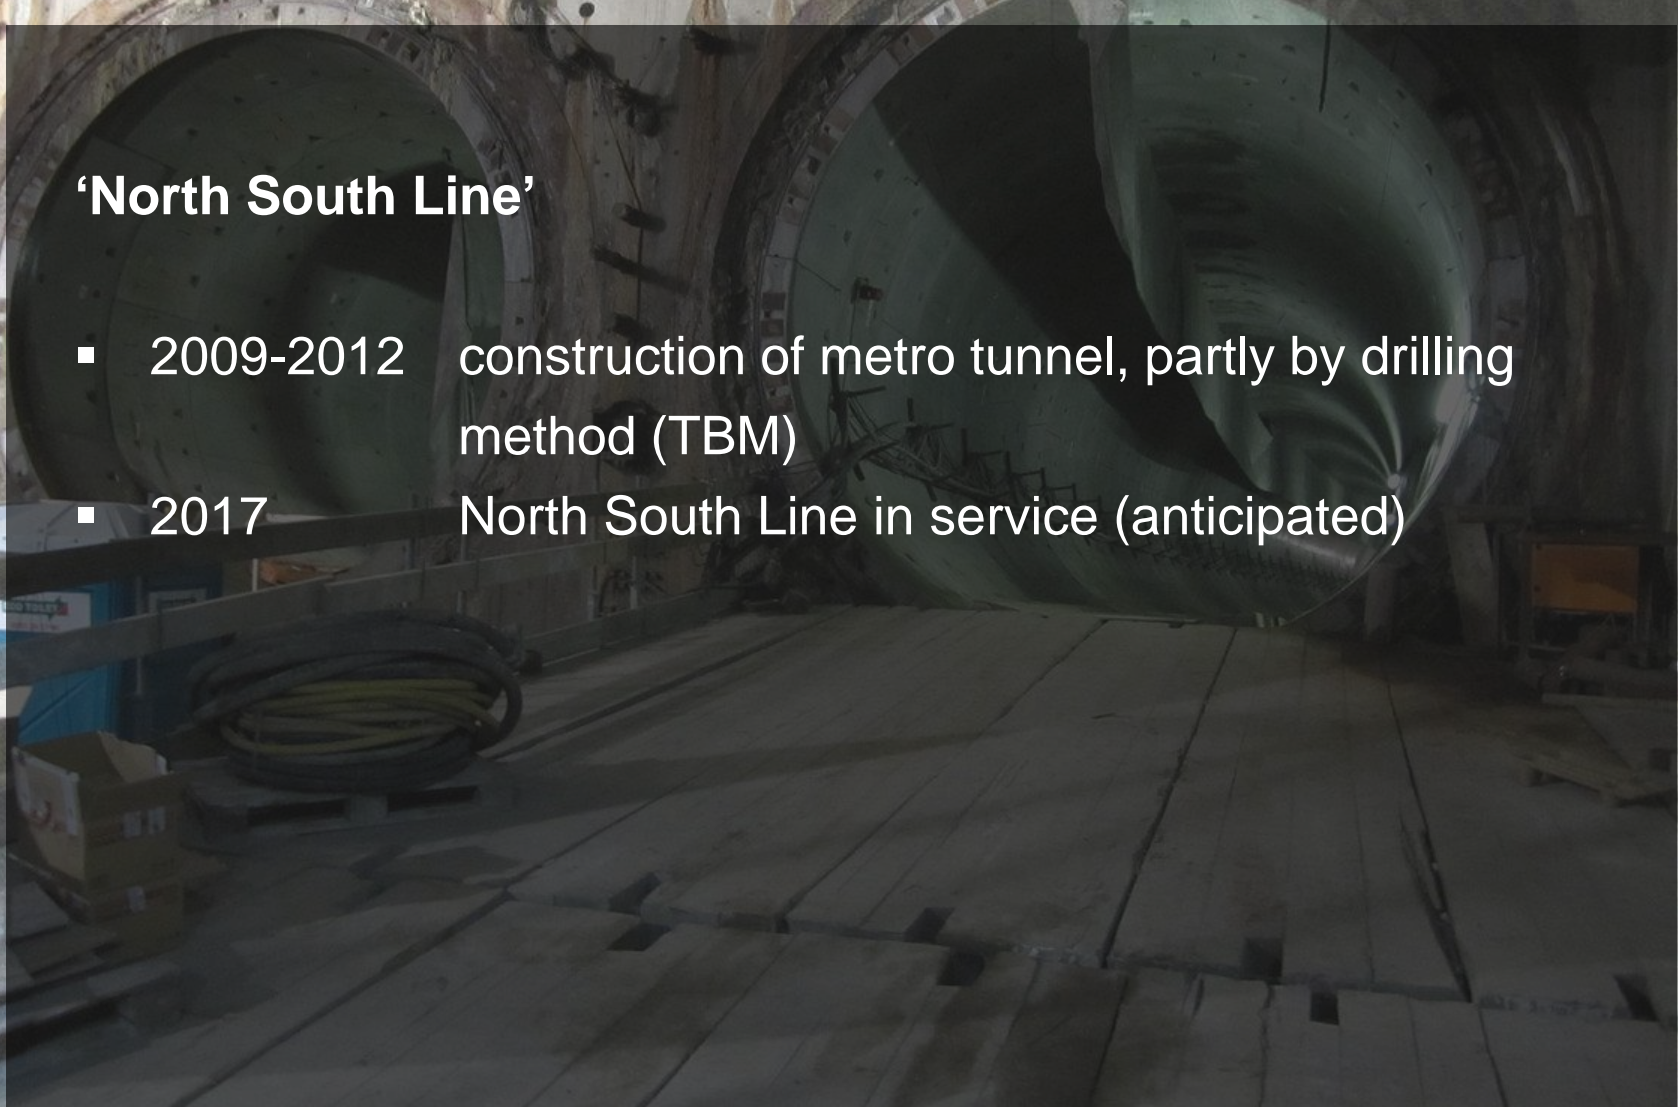 ‘North South Line’
▪ 2009-2012 construction of metro tunnel, partly by drilling
method (TBM)
▪ 2017 North South Line in service (anticipated)